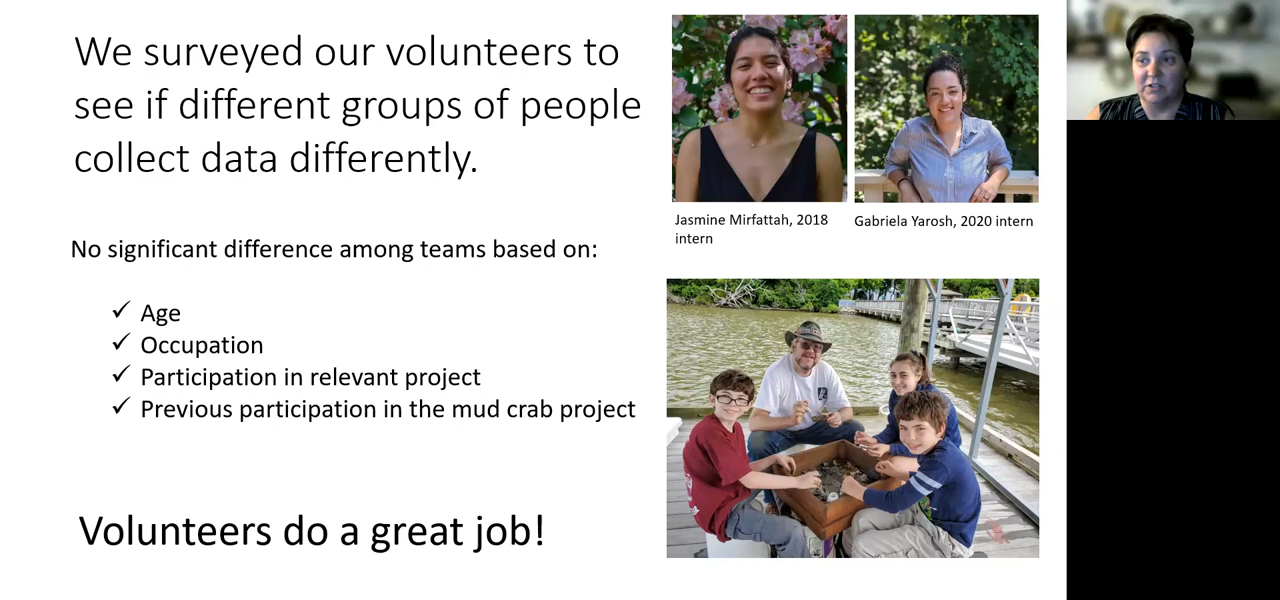 We surveyed our volunteers to
see if different groups of people
collect data differently.
No significant difference among teams based on:
✓ Age
✓ Occupation
✓ Participation in relevant project
✓ Previous participation in the mud crab project
Volunteers do a great job!
Jasmine Mirfattah, 2018
intern
Gabriela Yarosh, 2020 intern